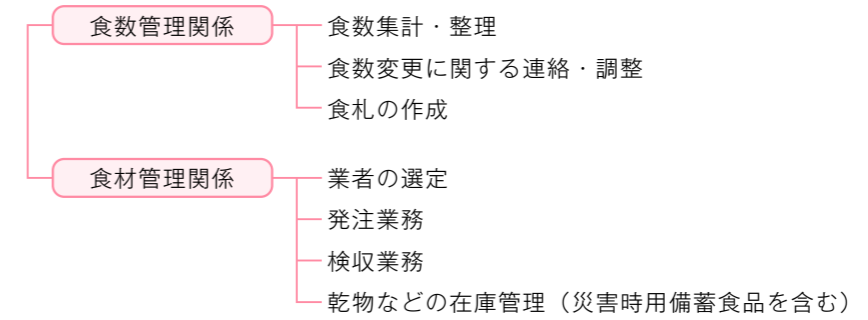 食数管理関係
食数集計・整理
食数変更に関する連絡・調整
食札の作成
食材管理関係
業者の選定
発注業務
検収業務
乾物などの在庫管理（災害時用備蓄食品を含む）